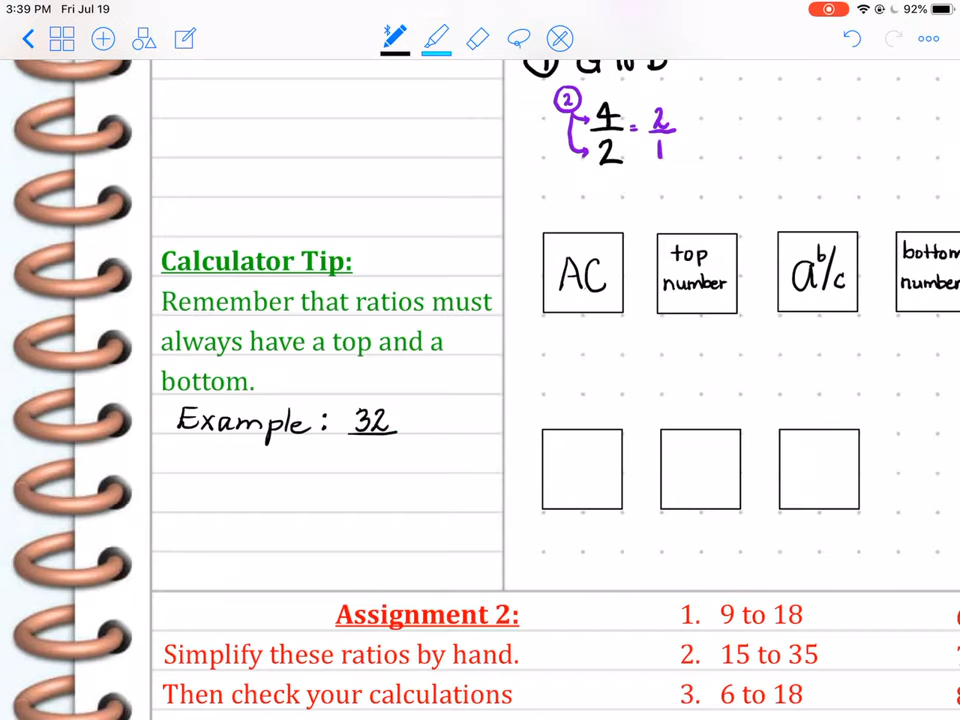 3:39 PM Fri Jul 19
92%
2
4/2 = 2/1
Calculator Tip:
Remember that ratios must
always have a top and a
bottom.
Example: 32
AC
top
number
a b/c
bottom
number
Assignment 2:
Simplify these ratios by hand.
Then check your calculations
1. 9 to 18
2. 15 to 35
3. 6 to 18